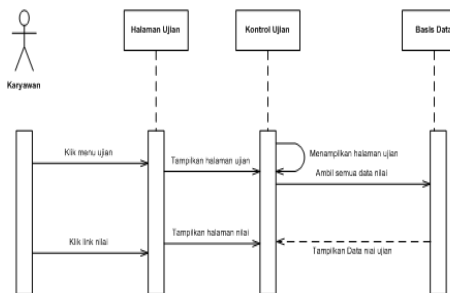 Halaman Ujian
Kontrol Ujian
Basis Data
Karyawan
Klik menu ujian
Tampilkan halaman ujian
Menampilkan halaman ujian
Ambil semua data nilai
Klik link nilai
Tampilkan halaman nilai
Tampilkan Data niai ujian